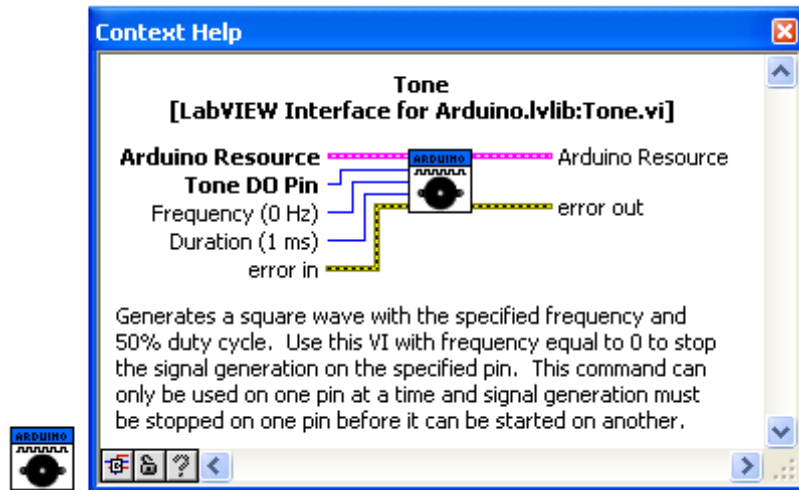 Context Help
Tone
[LabVIEW Interface for Arduino.lvlib:Tone.vi]
Arduino Resource
ARDUINO
Arduino Resource
Tone DO Pin
Frequency (0 Hz)
error out
Duration (1 ms)
error in
Generates a square wave with the specified frequency and
50% duty cycle.  Use this VI with frequency equal to 0 to stop
the signal generation on the specified pin.  This command can
only be used on one pin at a time and signal generation must
be stopped on one pin before it can be started on another.
ARDUINO
?